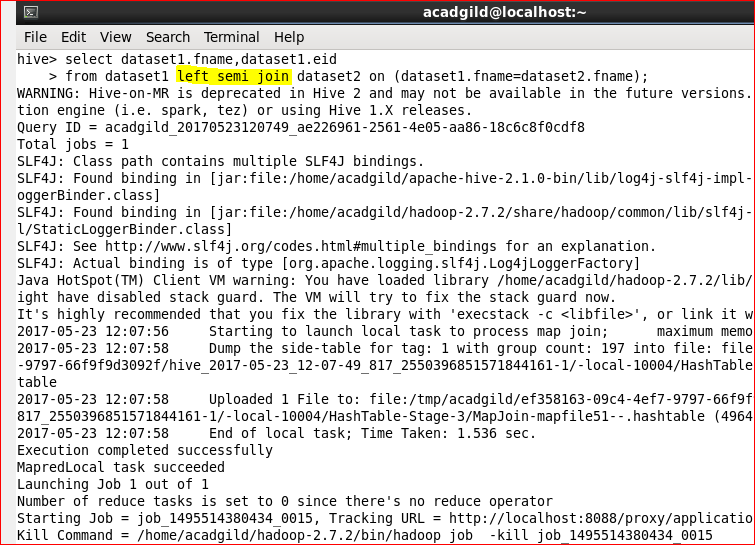 acadgild@localhost:~
File Edit View Search Terminal Help
hive> select dataset1.fname,dataset1.eid
    > from dataset1 left semi join dataset2 on (dataset1.fname=dataset2.fname);
WARNING: Hive-on-MR is deprecated in Hive 2 and may not be available in the future versions.
tion engine (i.e. spark, tez) or using Hive 1.X releases.
Query ID = acadgild_20170523120749_ae226961-2561-4e05-aa86-18c6c8f0cdf8
Total jobs = 1
SLF4J: Class path contains multiple SLF4J bindings.
SLF4J: Found binding in [jar:file:/home/acadgild/apache-hive-2.1.0-bin/lib/log4j-slf4j-impl-
oggerBinder.class]
SLF4J: Found binding in [jar:file:/home/acadgild/hadoop-2.7.2/share/hadoop/common/lib/slf4j-
l/StaticLoggerBinder.class]
SLF4J: See http://www.slf4j.org/codes.html#multiple_bindings for an explanation.
SLF4J: Actual binding is of type [org.apache.logging.slf4j.Log4jLoggerFactory]
Java HotSpot(TM) Client VM warning: You have loaded library /home/acadgild/hadoop-2.7.2/lib/
ight have disabled stack guard. The VM will try to fix the stack guard now.
It's highly recommended that you fix the library with 'execstack -c <libfile>', or link it w
2017-05-23 12:07:56     Starting to launch local task to process map join;      maximum memo
2017-05-23 12:07:58     Dump the side-table for tag: 1 with group count: 197 into file: file
-9797-66f9f9d3092f/hive_2017-05-23_12-07-49_817_2550396851571844161-1/-local-10004/HashTable
table
2017-05-23 12:07:58     Uploaded 1 File to: file:/tmp/acadgild/ef358163-09c4-4ef7-9797-66f9f
817_2550396851571844161-1/-local-10004/HashTable-Stage-3/MapJoin-mapfile51--.hashtable (4964
2017-05-23 12:07:58     End of local task; Time Taken: 1.536 sec.
Execution completed successfully
MapredLocal task succeeded
Launching Job 1 out of 1
Number of reduce tasks is set to 0 since there's no reduce operator
Starting Job = job_1495514380434_0015, Tracking URL = http://localhost:8088/proxy/applicatio
Kill Command = /home/acadgild/hadoop-2.7.2/bin/hadoop job  -kill job_1495514380434_0015